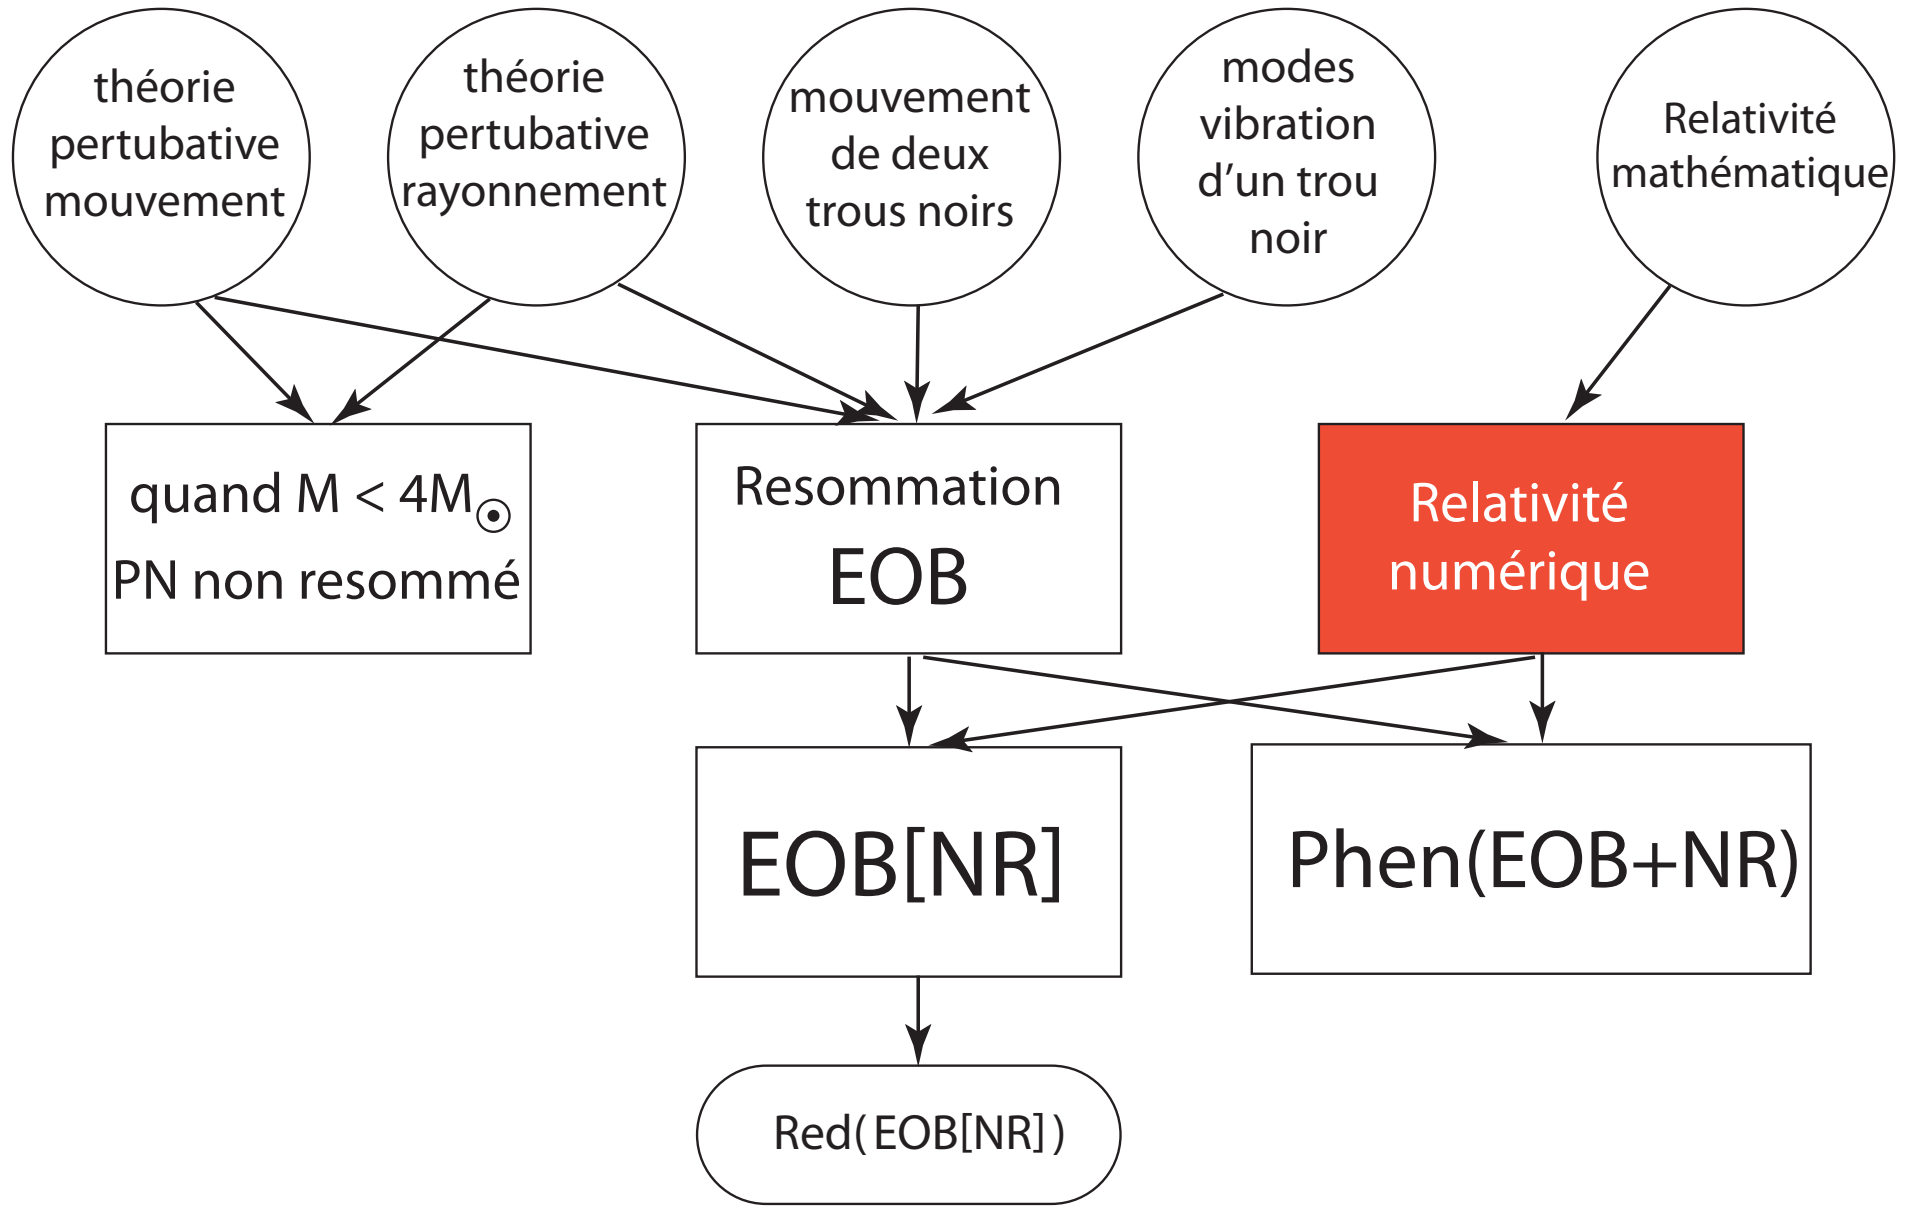 théorie
pertubative
mouvement
théorie
pertubative
rayonnement
mouvement
de deux
trous noirs
modes
vibration
d’un trou
noir
Relativité
mathématique
quand M < 4M☉
PN non resommé
Resommation
EOB
Relativité
numérique
EOB[NR]
Phen(EOB+NR)
Red(EOB[NR])